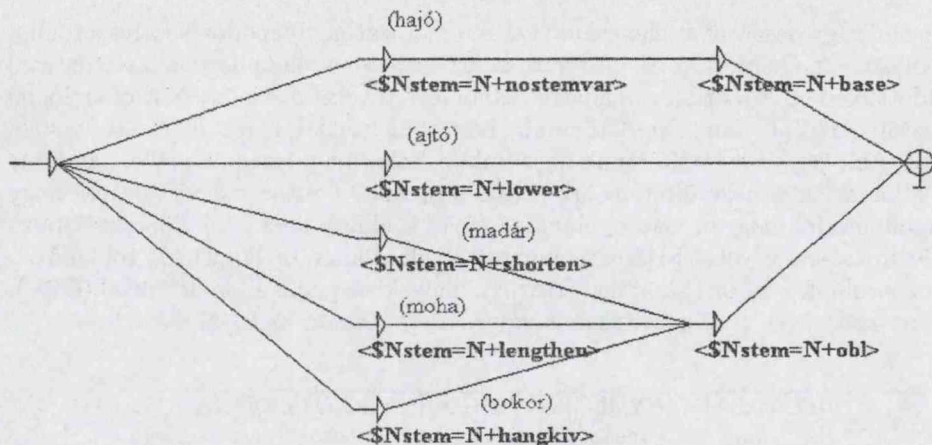 (hajó)
<$Nstem=N+nostemvar>
<$Nstem=N+base>
(ajtó)
<$Nstem=N+lower>
(madár)
<$Nstem=N+shorten>
(moha)
<$Nstem=N+lengthen>
<$Nstem=N+obl>
(bokor)
<$Nstem=N+hangkiv>